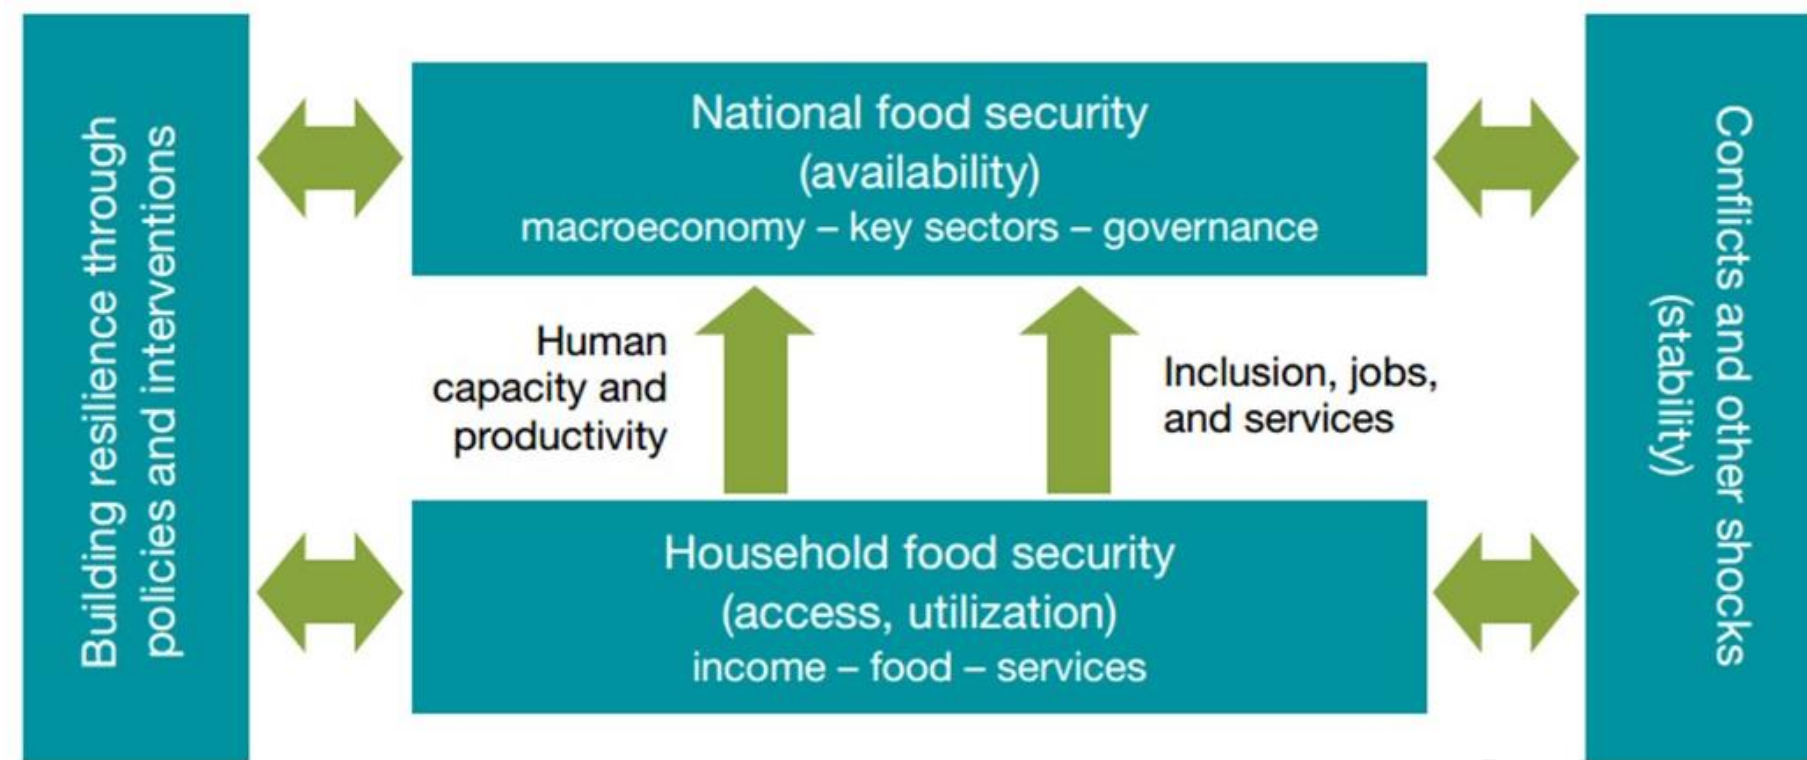 Building resilience through
policies and interventions
National food security
(availability)
macroeconomy – key sectors – governance
Human
capacity and
productivity
Inclusion, jobs,
and services
Household food security
(access, utilization)
income – food – services
Conflicts and other shocks
(stability)